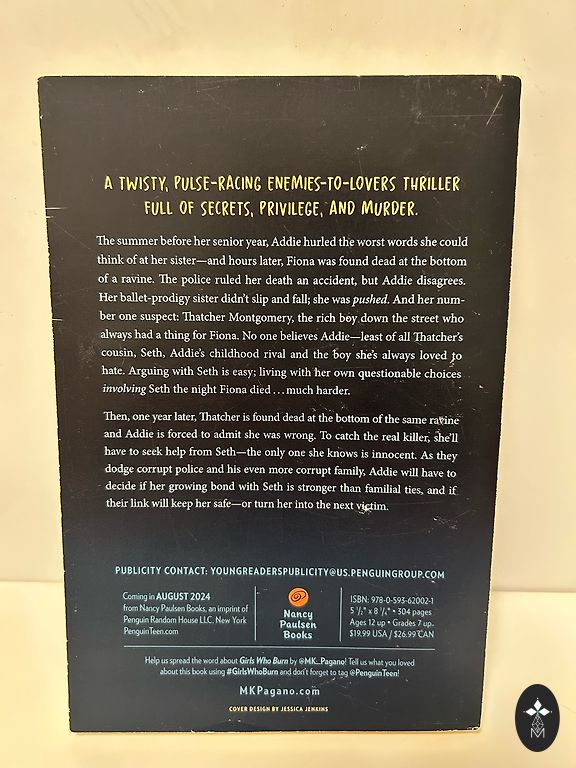 A TWISTY, PULSE-RACING ENEMIES-TO-LOVERS THRILLER
FULL OF SECRETS, PRIVILEGE, AND MURDER.
The summer before her senior year, Addie hurled the worst words she could
think of at her sister—and hours later, Fiona was found dead at the bottom
of a ravine. The police ruled her death an accident, but Addie disagrees.
Her ballet-prodigy sister didn't slip and fall; she was pushed. And her num-
ber one suspect: Thatcher Montgomery, the rich boy down the street who
always had a thing for Fiona. No one believes Addie—least of all Thatcher's
cousin, Seth, Addie's childhood rival and the boy she's always loved to
hate. Arguing with Seth is easy; living with her own questionable choices
involving Seth the night Fiona died . . . much harder.
Then, one year later, Thatcher is found dead at the bottom of the same ravine
and Addie is forced to admit she was wrong. To catch the real killer, she'll
have to seek help from Seth—the only one she knows is innocent. As they
dodge corrupt police and his even more corrupt family, Addie will have to
decide if her growing bond with Seth is stronger than familial ties, and if
their link will keep her safe—or turn her into the next victim.
PUBLICITY CONTACT: YOUNGREADERSPUBLICITY@US.PENGUINGROUP.COM
Coming in AUGUST 2024
from Nancy Paulsen Books, an imprint of
Penguin Random House LLC, New York
PenguinTeen.com
Nancy
Paulsen
Books
ISBN: 978-0-593-62002-1
5 1/2" x 8 1/4" • 304 pages
Ages 12 up • Grades 7 up
$19.99 USA / $26.99 CAN
Help us spread the word about Girls Who Burn by @MK_Pagano! Tell us what you loved
about this book using #GirlsWhoBurn and don't forget to tag @PenguinTeen!
MKPagano.com
COVER DESIGN BY JESSICA JENKINS
M